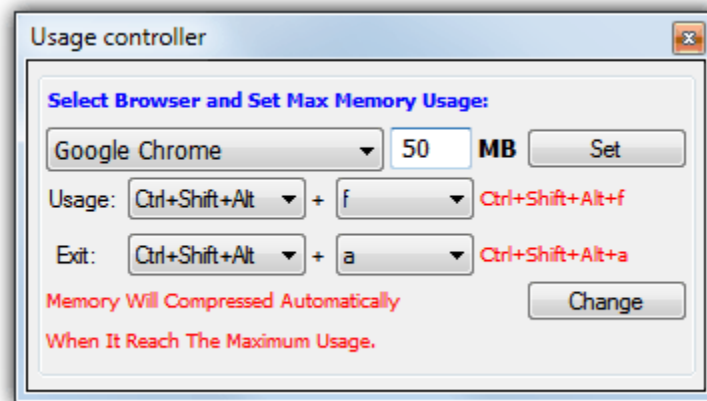 Usage controller
Select Browser and Set Max Memory Usage:
Google Chrome 50 MB Set
Usage: Ctrl+Shift+Alt + f Ctrl+Shift+Alt+f
Exit: Ctrl+Shift+Alt + a Ctrl+Shift+Alt+a
Memory Will Compressed Automatically Change
When It Reach The Maximum Usage.